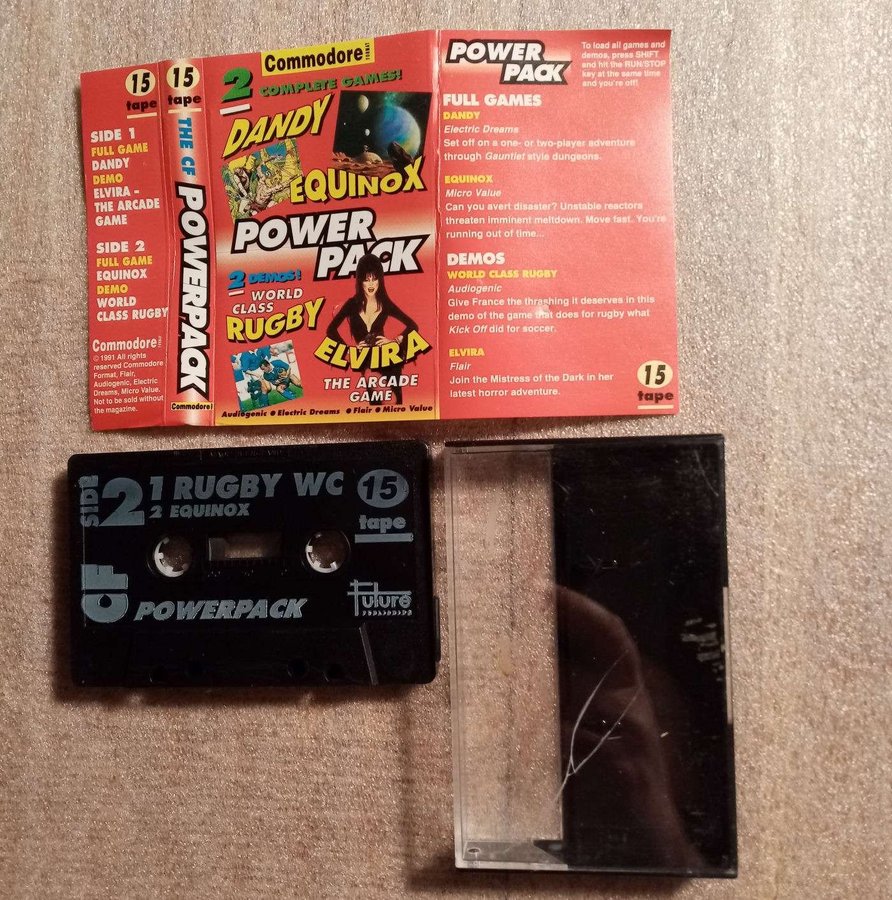 15
tape
SIDE 1
FULL GAME
DANDY
DEMO
ELVIRA -
THE ARCADE
GAME
SIDE 2
FULL GAME
EQUINOX
DEMO
WORLD
CLASS RUGBY
Commodore FORMAT
© 1991 All rights
reserved Commodore
Format, Flair,
Audiogenic, Electric
Dreams, Micro Value.
Not to be sold without
the magazine.
15
tape
THE CF
POWERPACK
Commodore
Commodore FORMAT
2 COMPLETE GAMES!
DANDY
EQUINOX
POWER
PACK
2 DEMOS!
WORLD
CLASS
RUGBY
ELVIRA
THE ARCADE
GAME
Audiogenic ● Electric Dreams ● Flair ● Micro Value
POWER
PACK
To load all games and
demos, press SHIFT
and hit the RUN/STOP
key at the same time
and you're off!
FULL GAMES
DANDY
Electric Dreams
Set off on a one- or two-player adventure
through Gauntlet style dungeons.
EQUINOX
Micro Value
Can you avert disaster? Unstable reactors
threaten imminent meltdown. Move fast. You're
running out of time...
DEMOS
WORLD CLASS RUGBY
Audiogenic
Give France the thrashing it deserves in this
demo of the game that does for rugby what
Kick Off did for soccer.
ELVIRA
Flair
Join the Mistress of the Dark in her
latest horror adventure.
15
tape
SIDE 2
1 RUGBY WC
2 EQUINOX
15
tape
CF
POWERPACK
Future
PUBLISHING